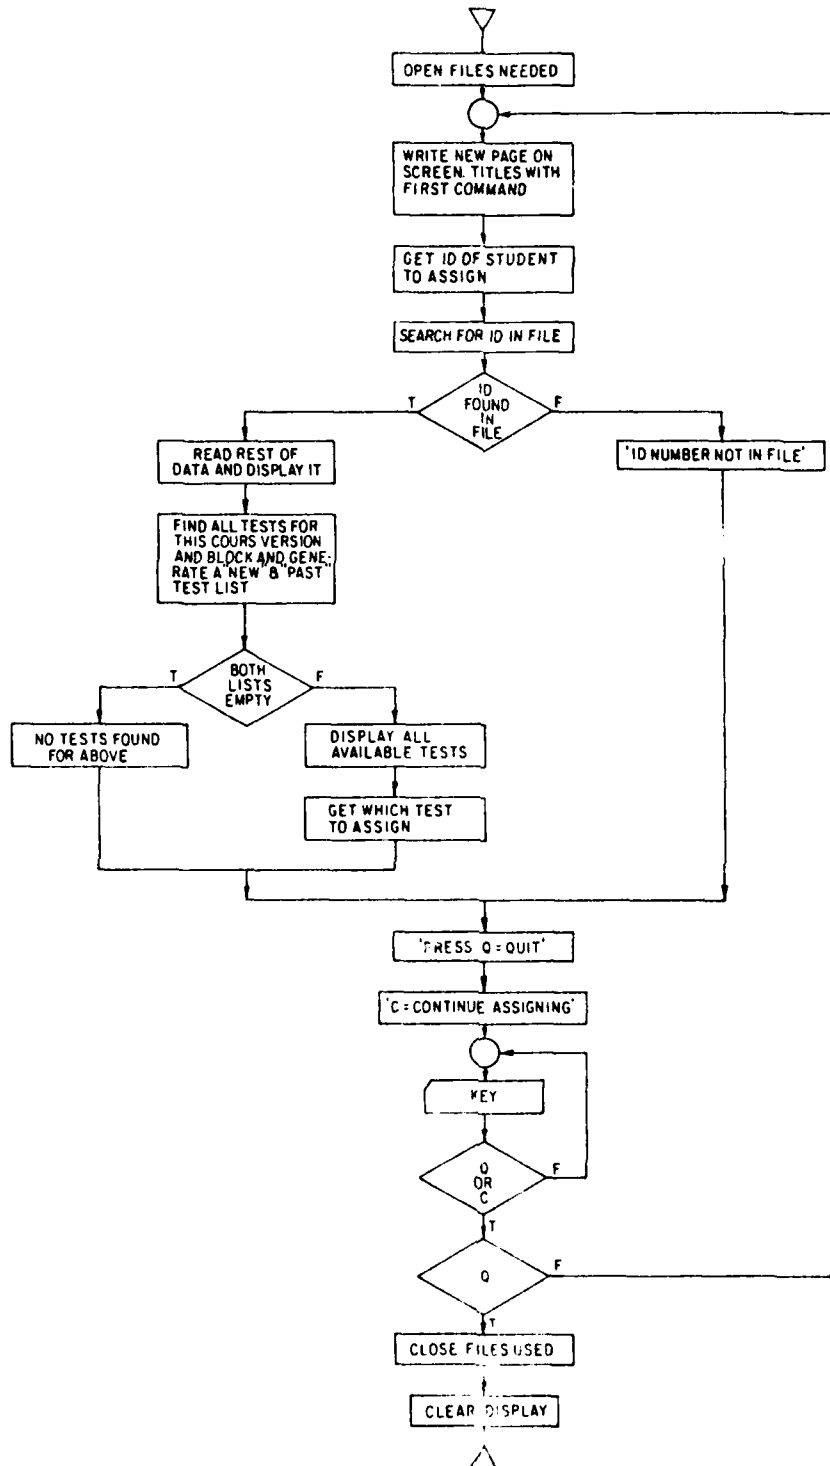 OPEN FILES NEEDED
WRITE NEW PAGE ON
SCREEN. TITLES WITH
FIRST COMMAND
GET ID OF STUDENT
TO ASSIGN
SEARCH FOR ID IN FILE
ID
FOUND
IN
FILE
T
F
READ REST OF
DATA AND DISPLAY IT
'ID NUMBER NOT IN FILE'
FIND ALL TESTS FOR
THIS COURS VERSION
AND BLOCK AND GENE-
RATE A "NEW" & "PAST"
TEST LIST
BOTH
LISTS
EMPTY
T
F
NO TESTS FOUND
FOR ABOVE
DISPLAY ALL
AVAILABLE TESTS
GET WHICH TEST
TO ASSIGN
'PRESS Q = QUIT'
'C = CONTINUE ASSIGNING'
KEY
Q
OR
C
F
T
Q
F
T
CLOSE FILES USED
CLEAR DISPLAY